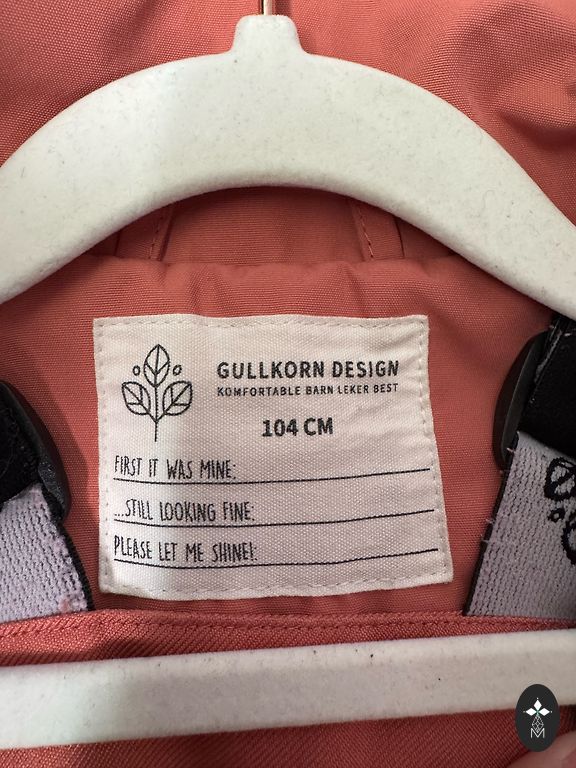 GULLKORN DESIGN
KOMFORTABLE BARN LEKER BEST
104 CM
FIRST IT WAS MINE:
...STILL LOOKING FINE:
PLEASE LET ME SHINE!:
M